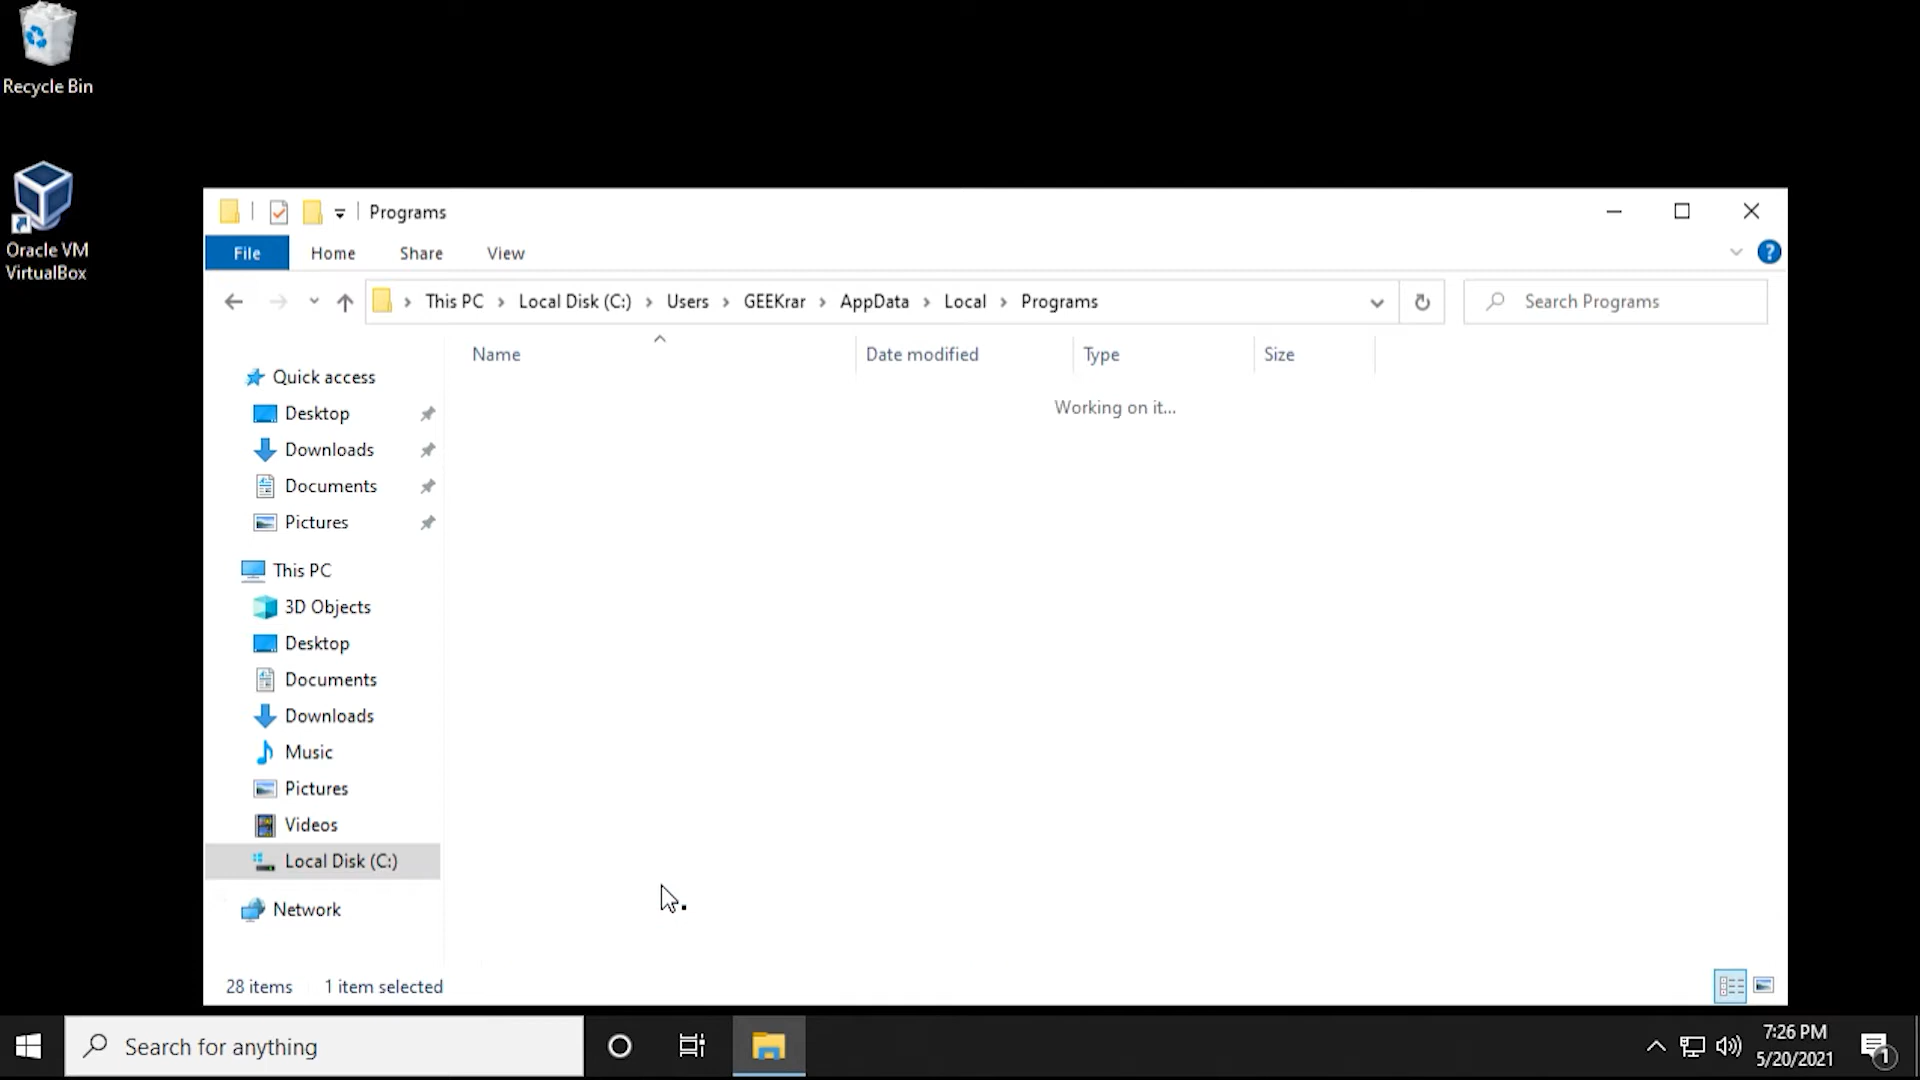 Recycle Bin
Oracle VM
VirtualBox
Programs
File
Home
Share
View
?
This PC
Local Disk (C:)
Users
GEEKrar
AppData
Local
Programs
Search Programs
Name
Date modified
Type
Size
Working on it...
Quick access
Desktop
Downloads
Documents
Pictures
This PC
3D Objects
Desktop
Documents
Downloads
Music
Pictures
Videos
Local Disk (C:)
Network
28 items
1 item selected
Search for anything
7:26 PM
5/20/2021
1